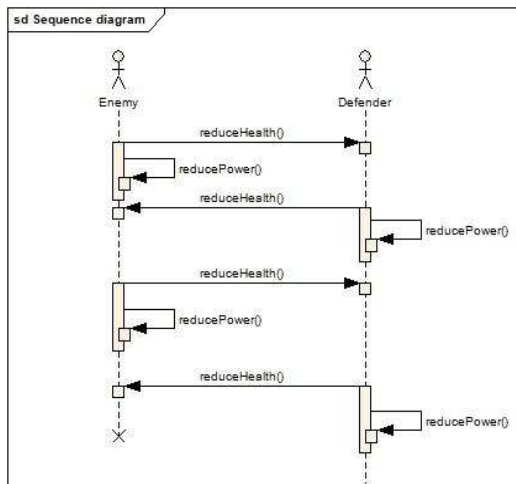 sd Sequence diagram
Enemy
Defender
reduceHealth()
reducePower()
reduceHealth()
reducePower()
reduceHealth()
reducePower()
reduceHealth()
reducePower()